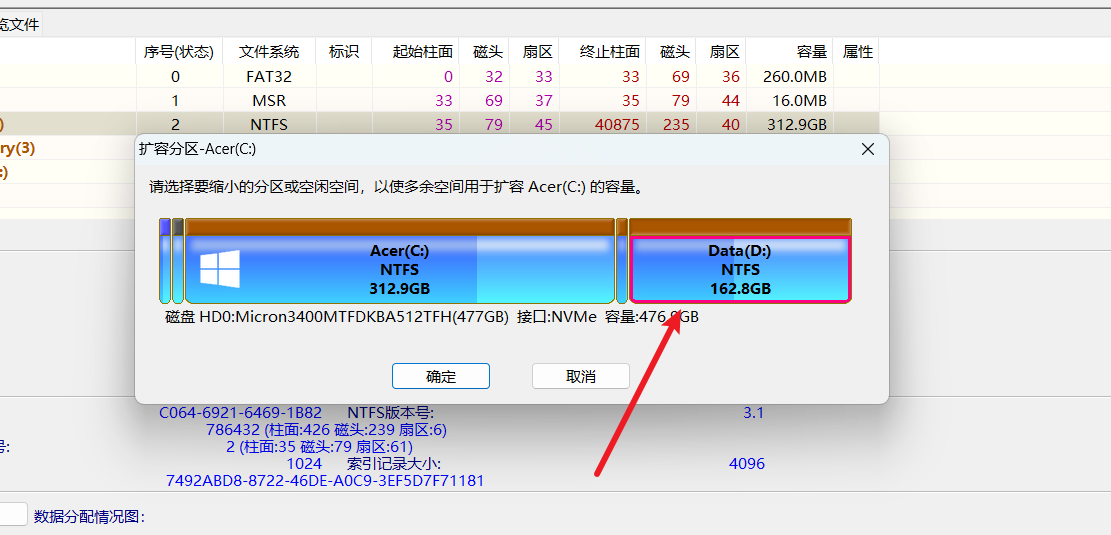 览文件
序号(状态) 文件系统 标识 起始柱面 磁头 扇区 终止柱面 磁头 扇区 容量 属性
0 FAT32 0 32 33 33 69 36 260.0MB
1 MSR 33 69 37 35 79 44 16.0MB
) 2 NTFS 35 79 45 40875 235 40 312.9GB
ry(3)
:)
扩容分区-Acer(C:)
请选择要缩小的分区或空闲空间，以使多余空间用于扩容 Acer(C:) 的容量。
Acer(C:)
NTFS
312.9GB
Data(D:)
NTFS
162.8GB
磁盘 HD0:Micron3400MTFDKBA512TFH(477GB) 接口:NVMe 容量:476.9GB
确定 取消
C064-6921-6469-1B82 NTFS版本号: 3.1
786432 (柱面:426 磁头:239 扇区:6)
号: 2 (柱面:35 磁头:79 扇区:61)
1024 索引记录大小: 4096
7492ABD8-8722-46DE-A0C9-3EF5D7F71181
数据分配情况图: